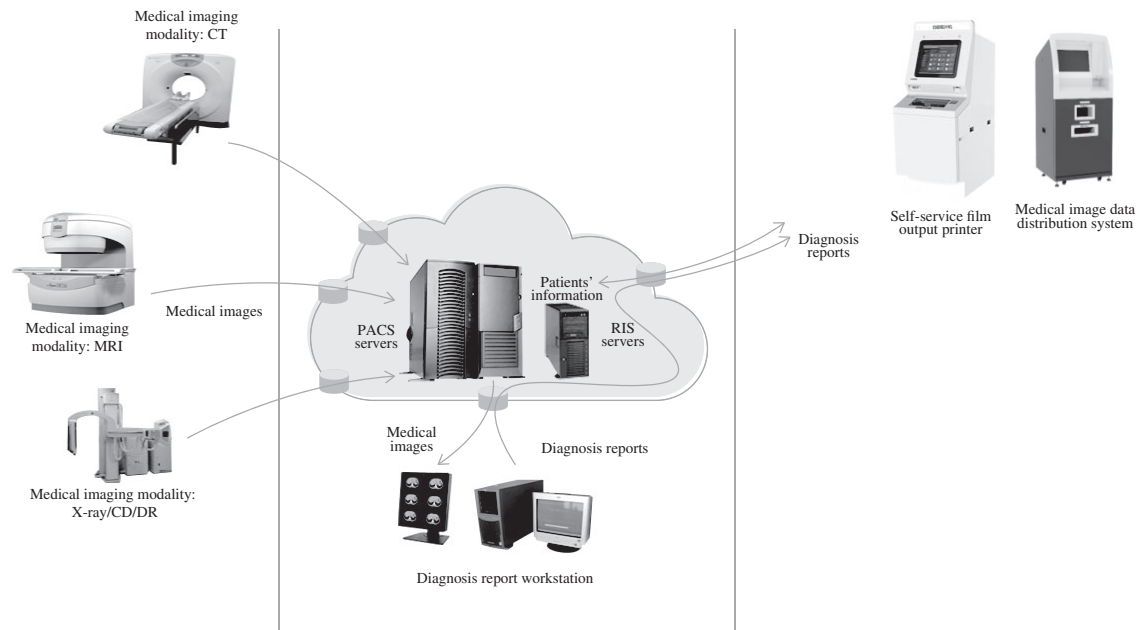 Medical imaging
modality: CT
Medical imaging
modality: MRI
Medical images
Medical imaging modality:
X-ray/CD/DR
PACS
servers
Patients'
information
RIS
servers
Medical
images
Diagnosis reports
Diagnosis report workstation
Diagnosis
reports
Self-service film
output printer
Medical image data
distribution system